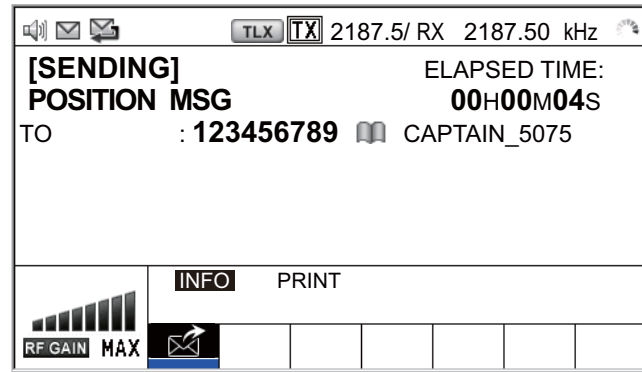 TLX TX 2187.5/ RX 2187.50 kHz
[SENDING] ELAPSED TIME:
POSITION MSG 00H00M04S
TO : 123456789 CAPTAIN_5075
INFO PRINT
RF GAIN MAX